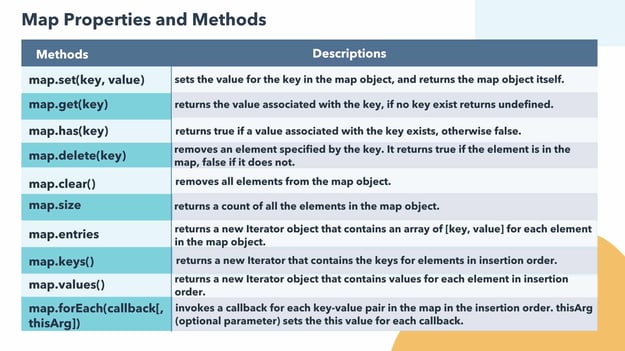 Map Properties and Methods
Methods Descriptions
map.set(key, value) sets the value for the key in the map object, and returns the map object itself.
map.get(key) returns the value associated with the key, if no key exist returns undefined.
map.has(key) returns true if a value associated with the key exists, otherwise false.
map.delete(key) removes an element specified by the key. It returns true if the element is in the
map, false if it does not.
map.clear() removes all elements from the map object.
map.size returns a count of all the elements in the map object.
map.entries returns a new Iterator object that contains an array of [key, value] for each element
in the map object.
map.keys() returns a new Iterator that contains the keys for elements in insertion order.
map.values() returns a new Iterator object that contains values for each element in insertion
order.
map.forEach(callback[, invokes a callback for each key-value pair in the map in the insertion order. thisArg
thisArg]) (optional parameter) sets the this value for each callback.